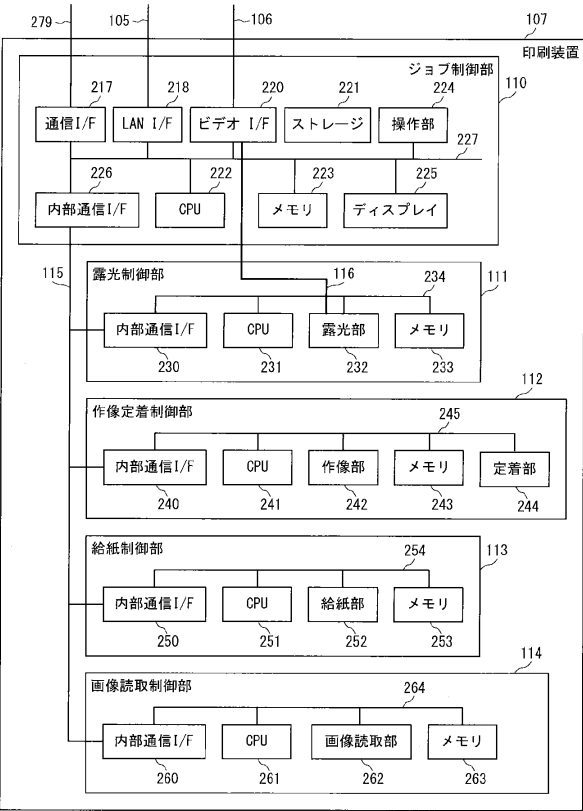 279
105
106
107
印刷装置
ジョブ制御部
110
217
218
220
221
224
通信I/F
LAN I/F
ビデオ I/F
ストレージ
操作部
227
226
222
223
225
内部通信I/F
CPU
メモリ
ディスプレイ
115
116
111
露光制御部
234
内部通信I/F
CPU
露光部
メモリ
230
231
232
233
112
作像定着制御部
245
内部通信I/F
CPU
作像部
メモリ
定着部
240
241
242
243
244
給紙制御部
254
113
内部通信I/F
CPU
給紙部
メモリ
250
251
252
253
114
画像読取制御部
264
内部通信I/F
CPU
画像読取部
メモリ
260
261
262
263